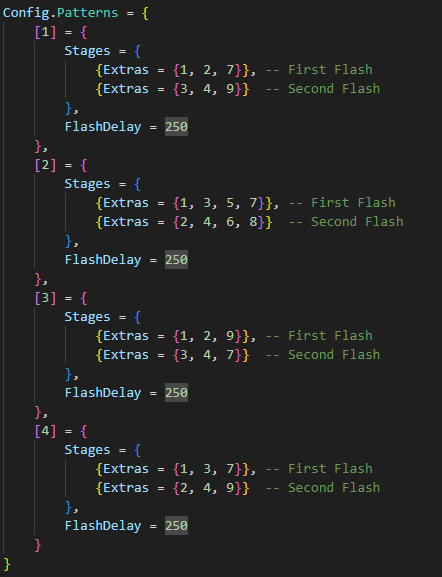 Config.Patterns = {
    [1] = {
        Stages = {
            {Extras = {1, 2, 7}}, -- First Flash
            {Extras = {3, 4, 9}}  -- Second Flash
        },
        FlashDelay = 250
    },
    [2] = {
        Stages = {
            {Extras = {1, 3, 5, 7}}, -- First Flash
            {Extras = {2, 4, 6, 8}}  -- Second Flash
        },
        FlashDelay = 250
    },
    [3] = {
        Stages = {
            {Extras = {1, 2, 9}}, -- First Flash
            {Extras = {3, 4, 7}}  -- Second Flash
        },
        FlashDelay = 250
    },
    [4] = {
        Stages = {
            {Extras = {1, 3, 7}}, -- First Flash
            {Extras = {2, 4, 9}}  -- Second Flash
        },
        FlashDelay = 250
    }
}